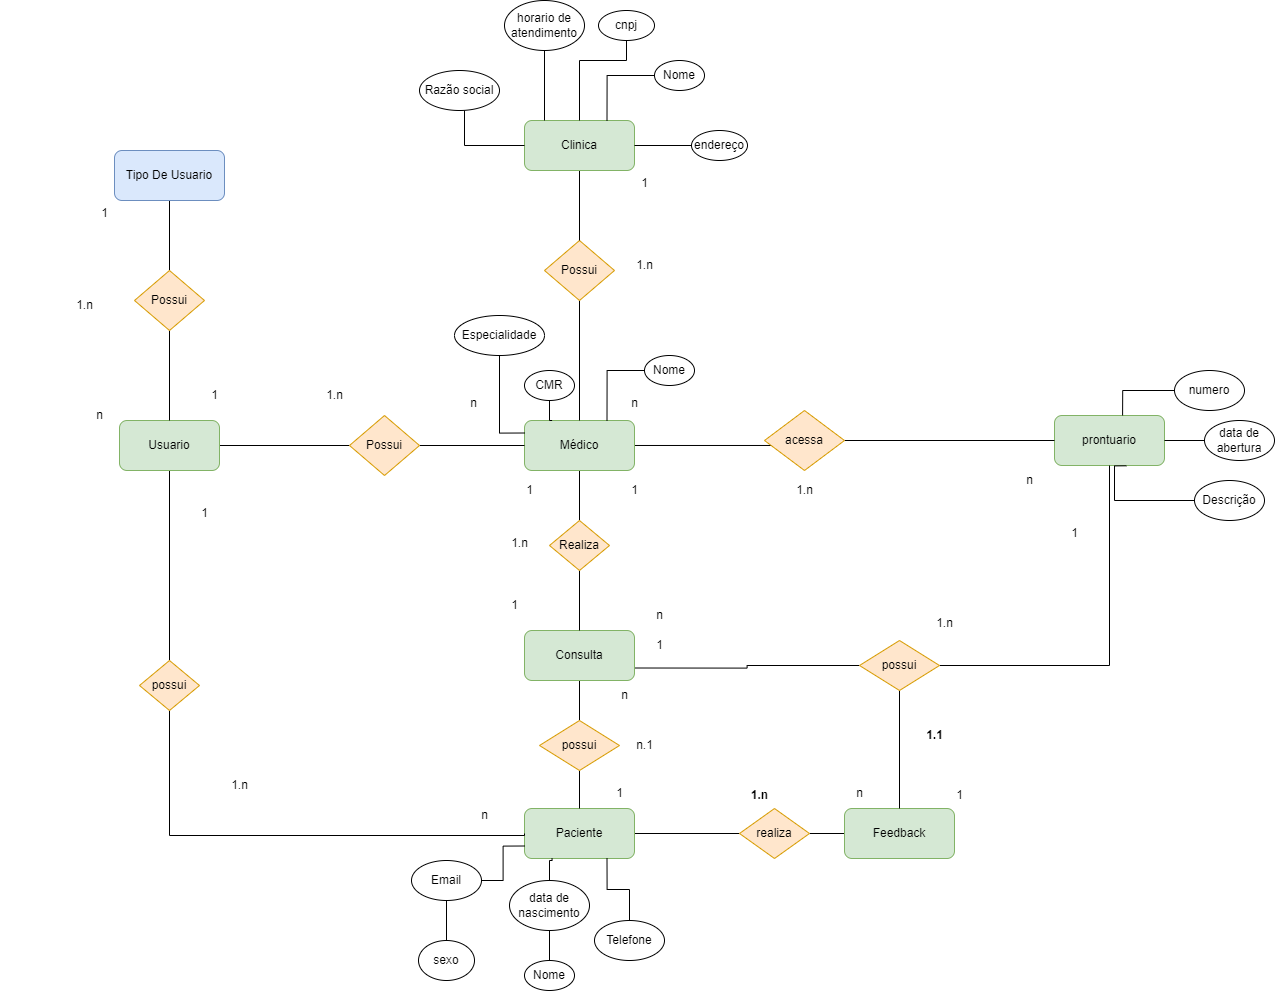 horario de
atendimento
cnpj
Nome
Razão social
Clinica
endereço
1
Tipo De Usuario
1
Possui
1.n
Possui
1.n
Especialidade
Nome
CMR
numero
1
1.n
n
n
n
Usuario
Possui
Médico
acessa
prontuario
data de
abertura
1
1
1.n
n
Descrição
1
1.n
Realiza
1
1
n
1.n
1
Consulta
possui
possui
n
possui
n.1
1.1
1.n
1
1.n
n
1
n
Paciente
realiza
Feedback
Email
data de
nascimento
Telefone
sexo
Nome